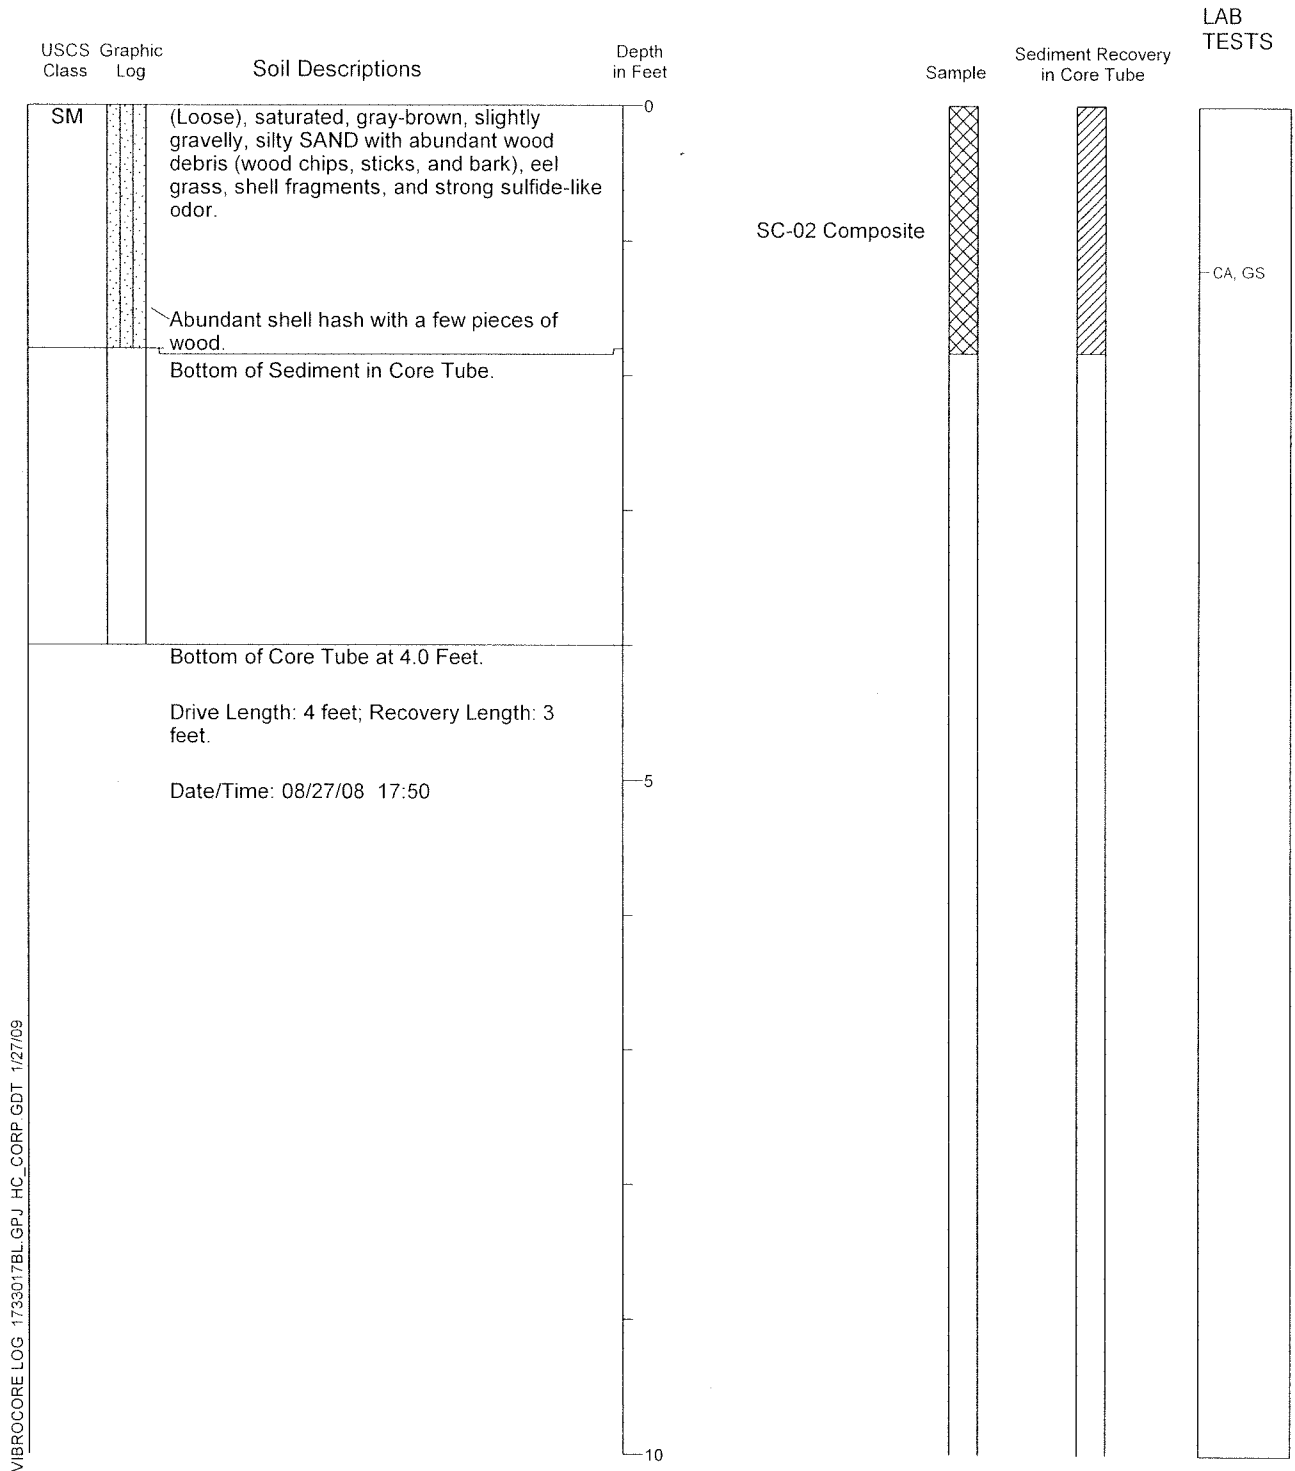 LAB
TESTS
USCS Graphic
Class Log
Soil Descriptions
Depth
in Feet
Sample
Sediment Recovery
in Core Tube
SM
(Loose), saturated, gray-brown, slightly
gravelly, silty SAND with abundant wood
debris (wood chips, sticks, and bark), eel
grass, shell fragments, and strong sulfide-like
odor.
0
SC-02 Composite
CA, GS
Abundant shell hash with a few pieces of
wood.
Bottom of Sediment in Core Tube.
Bottom of Core Tube at 4.0 Feet.
Drive Length: 4 feet; Recovery Length: 3
feet.
Date/Time: 08/27/08 17:50
5
10
VIBROCORE LOG 1733017BL.GPJ HC_CORP.GDT 1/27/09